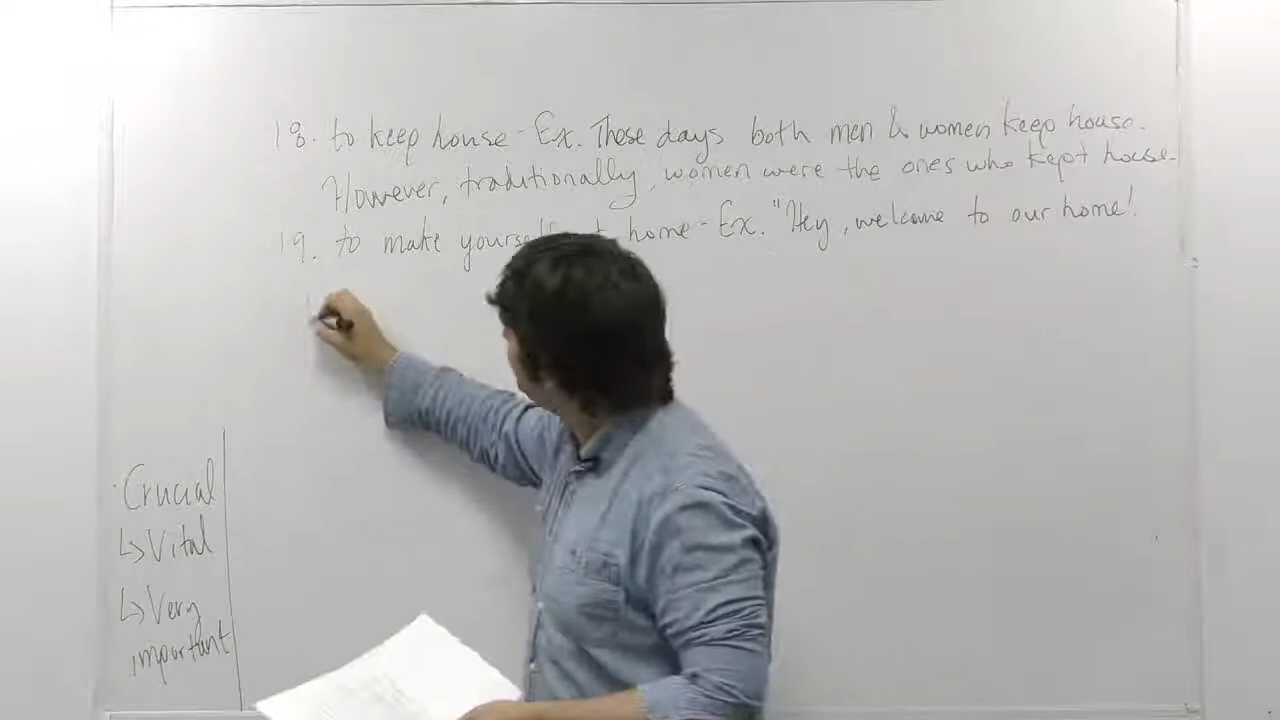 18. to keep house - Ex. These days both men & women keep house.
However, traditionally, women were the ones who kept house.
19. to make yourself home - Ex. "Hey, welcome to our home!
· Crucial
↳ Vital
↳ Very
important